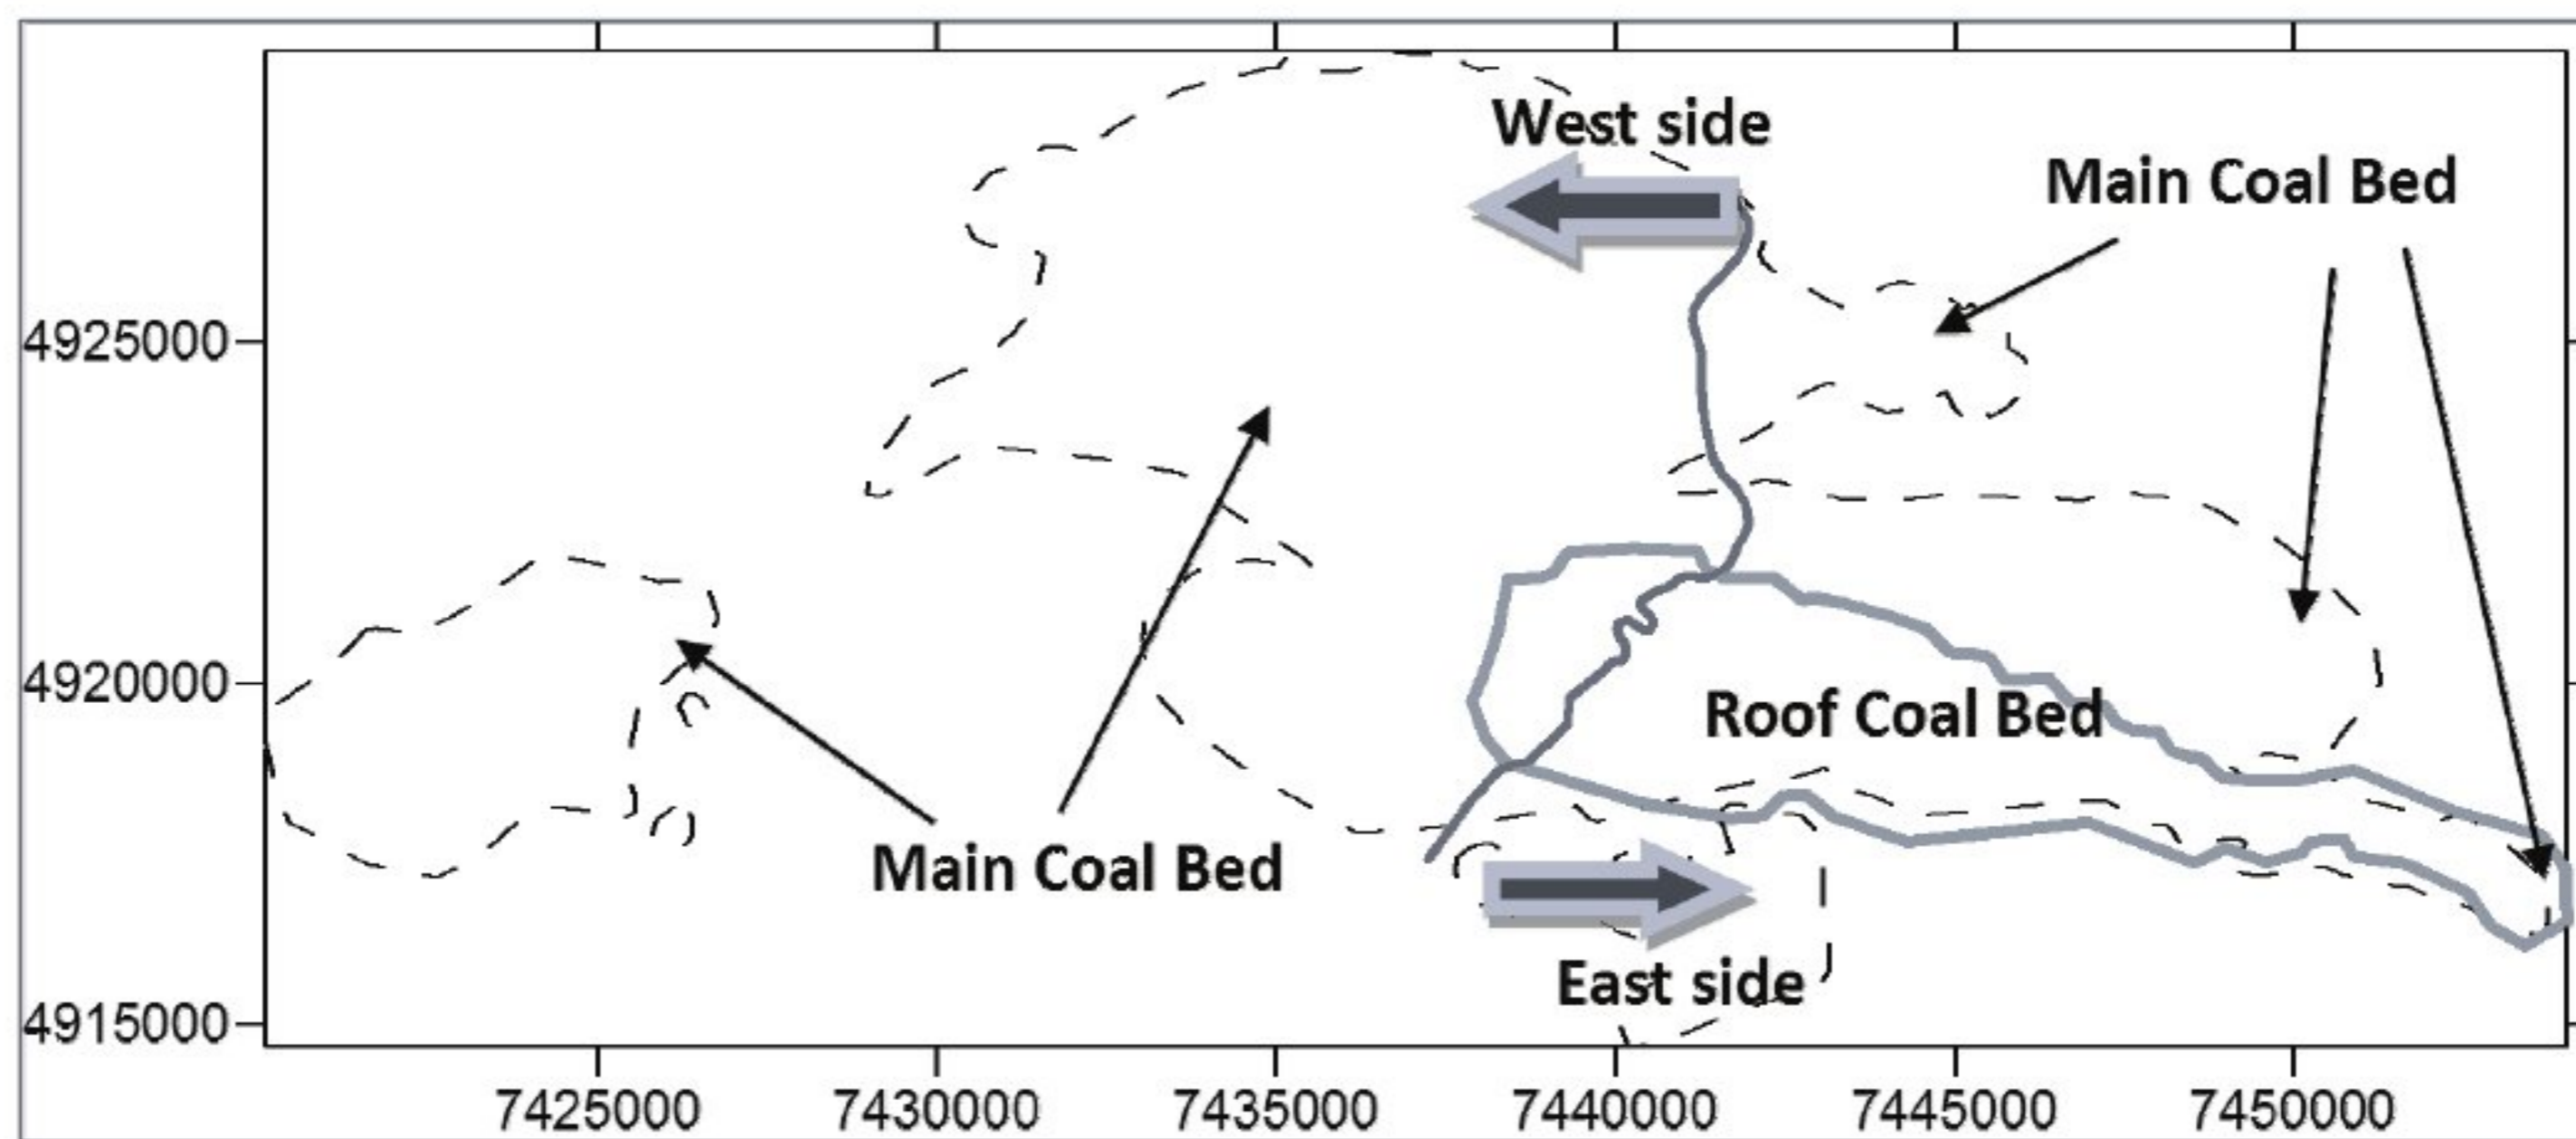 West side
Main Coal Bed
4925000
4920000
Roof Coal Bed
Main Coal Bed
East side
4915000
7425000 7430000 7435000 7440000 7445000 7450000